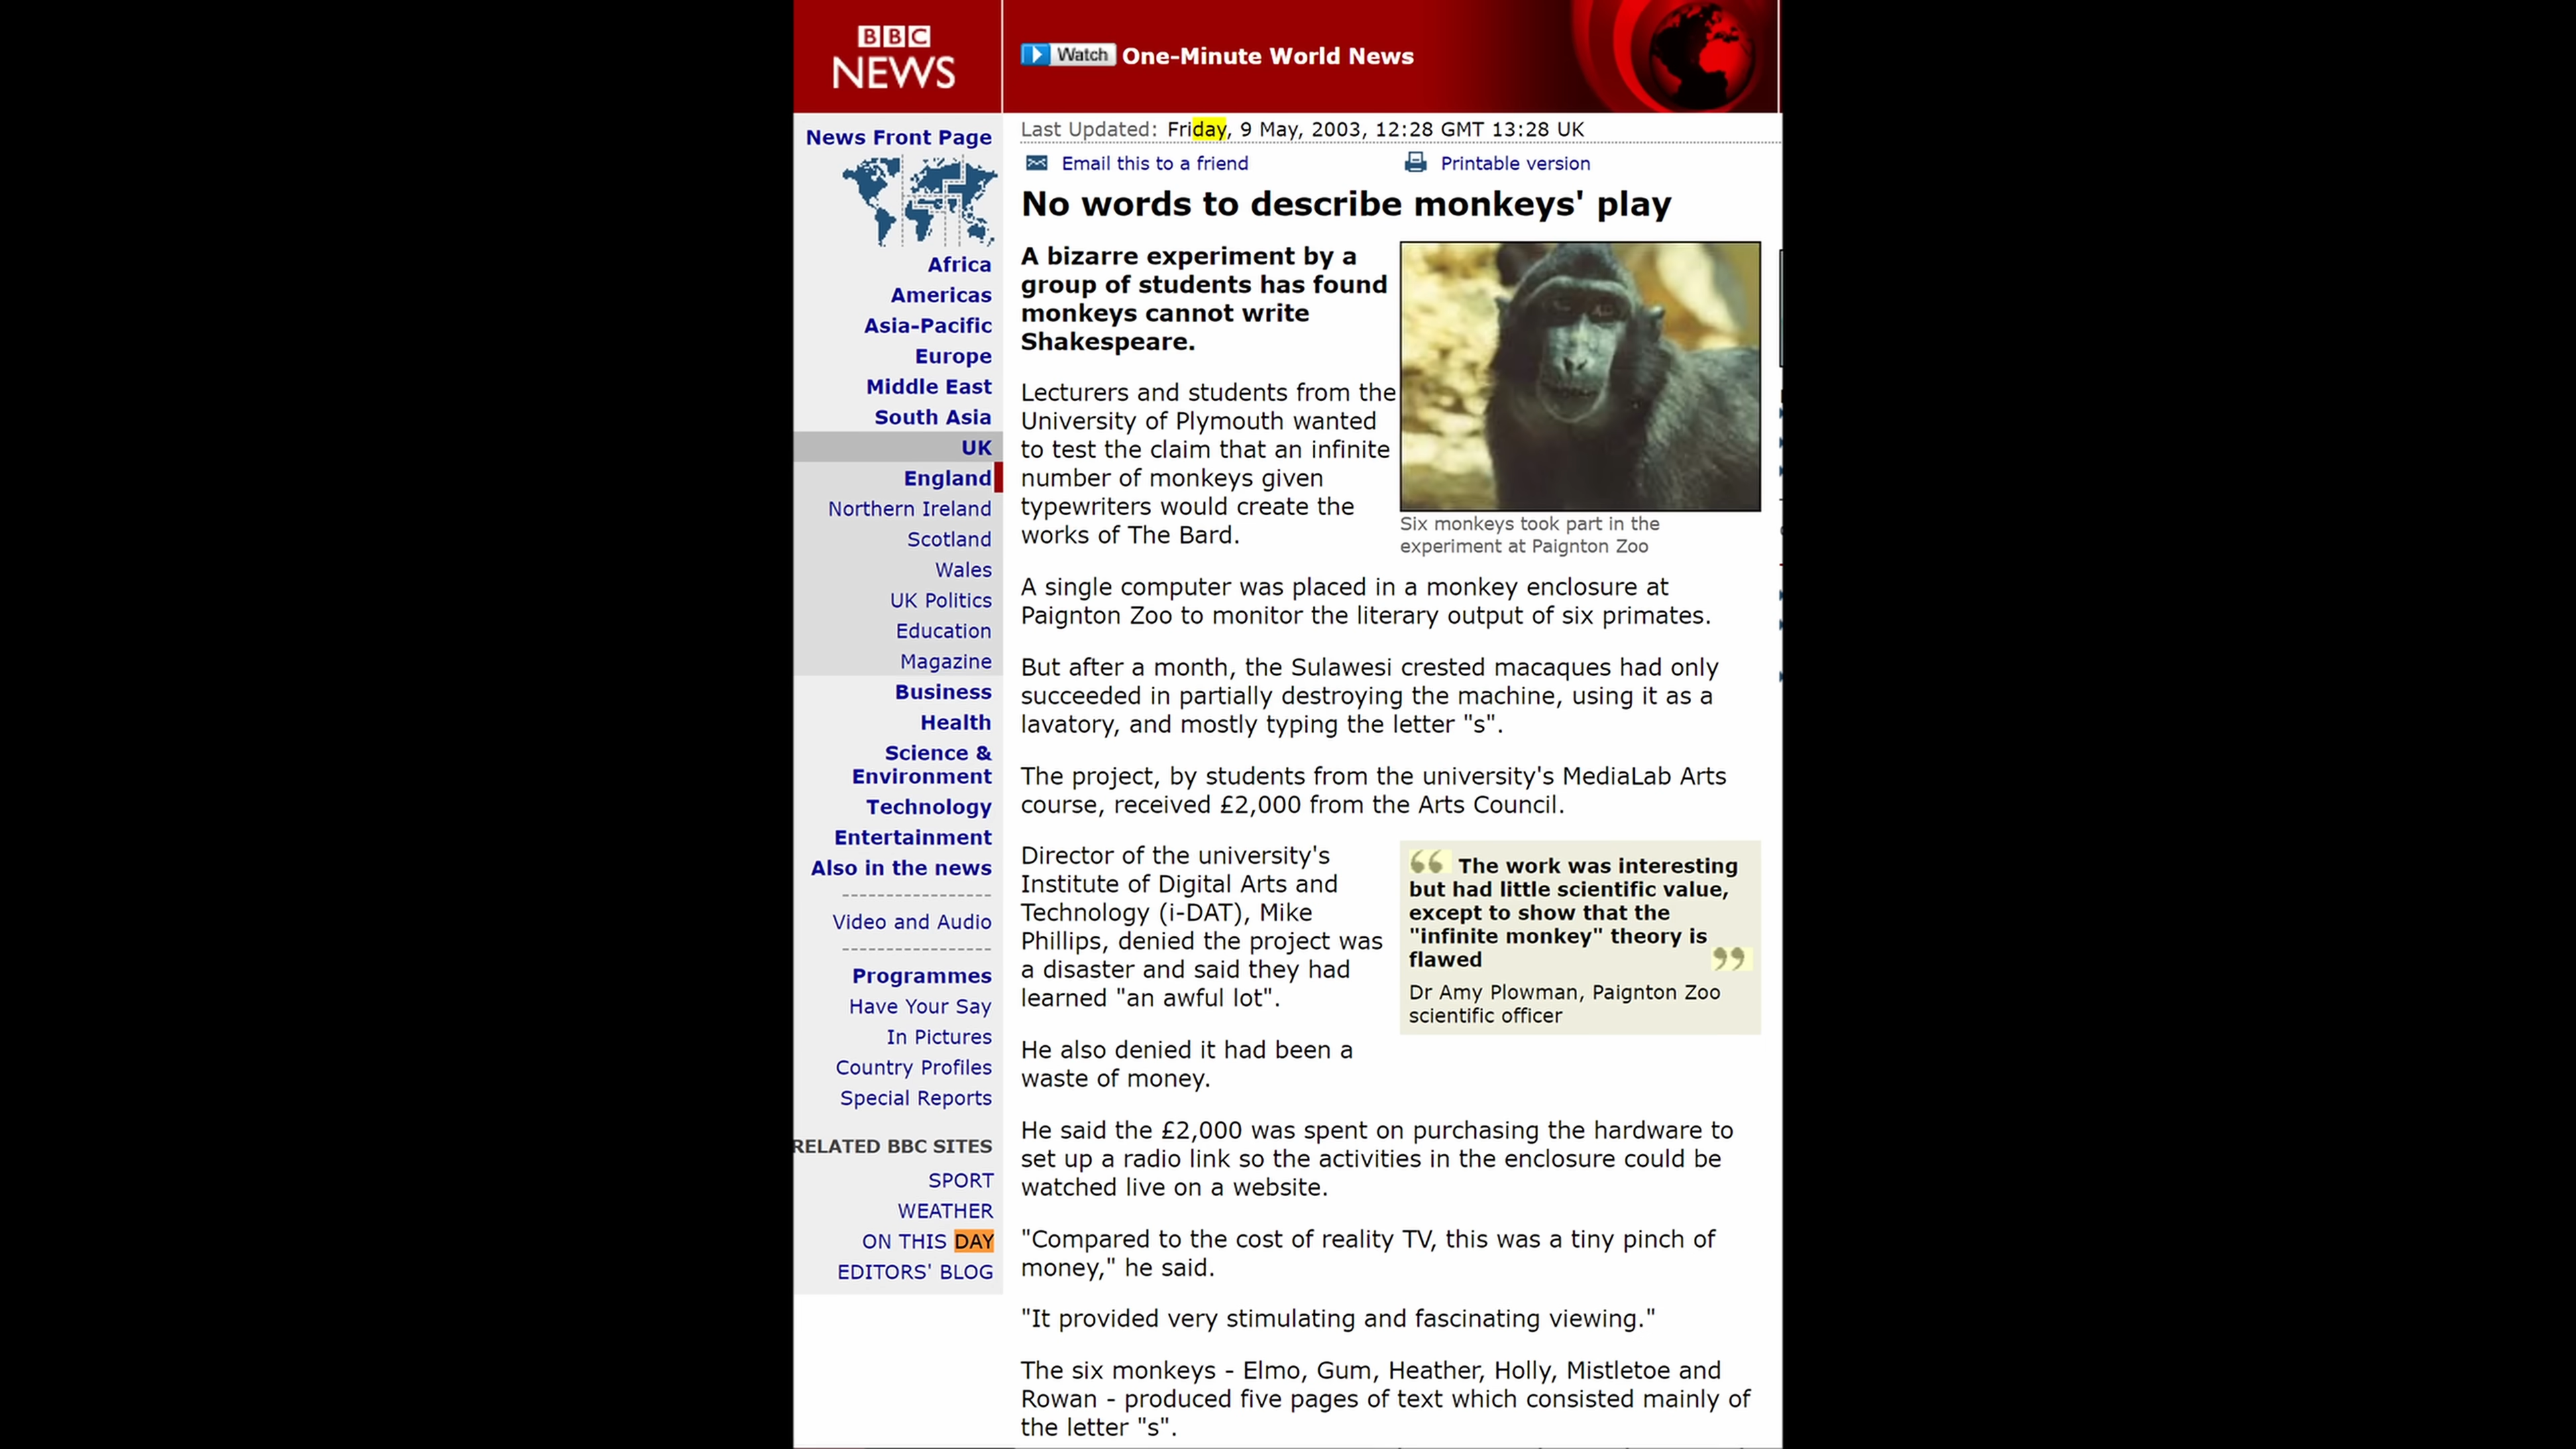 BBC
NEWS
Watch One-Minute World News
News Front Page
Africa
Americas
Asia-Pacific
Europe
Middle East
South Asia
UK
England
Northern Ireland
Scotland
Wales
UK Politics
Education
Magazine
Business
Health
Science &
Environment
Technology
Entertainment
Also in the news
Video and Audio
Programmes
Have Your Say
In Pictures
Country Profiles
Special Reports
RELATED BBC SITES
SPORT
WEATHER
ON THIS DAY
EDITORS' BLOG
Last Updated: Friday, 9 May, 2003, 12:28 GMT 13:28 UK
Email this to a friend
Printable version
No words to describe monkeys' play
A bizarre experiment by a
group of students has found
monkeys cannot write
Shakespeare.
Lecturers and students from the
University of Plymouth wanted
to test the claim that an infinite
number of monkeys given
typewriters would create the
works of The Bard.
Six monkeys took part in the
experiment at Paignton Zoo
A single computer was placed in a monkey enclosure at
Paignton Zoo to monitor the literary output of six primates.
But after a month, the Sulawesi crested macaques had only
succeeded in partially destroying the machine, using it as a
lavatory, and mostly typing the letter "s".
The project, by students from the university's MediaLab Arts
course, received £2,000 from the Arts Council.
Director of the university's
Institute of Digital Arts and
Technology (i-DAT), Mike
Phillips, denied the project was
a disaster and said they had
learned "an awful lot".
“ The work was interesting
but had little scientific value,
except to show that the
"infinite monkey" theory is
flawed ”
Dr Amy Plowman, Paignton Zoo
scientific officer
He also denied it had been a
waste of money.
He said the £2,000 was spent on purchasing the hardware to
set up a radio link so the activities in the enclosure could be
watched live on a website.
"Compared to the cost of reality TV, this was a tiny pinch of
money," he said.
"It provided very stimulating and fascinating viewing."
The six monkeys - Elmo, Gum, Heather, Holly, Mistletoe and
Rowan - produced five pages of text which consisted mainly of
the letter "s".